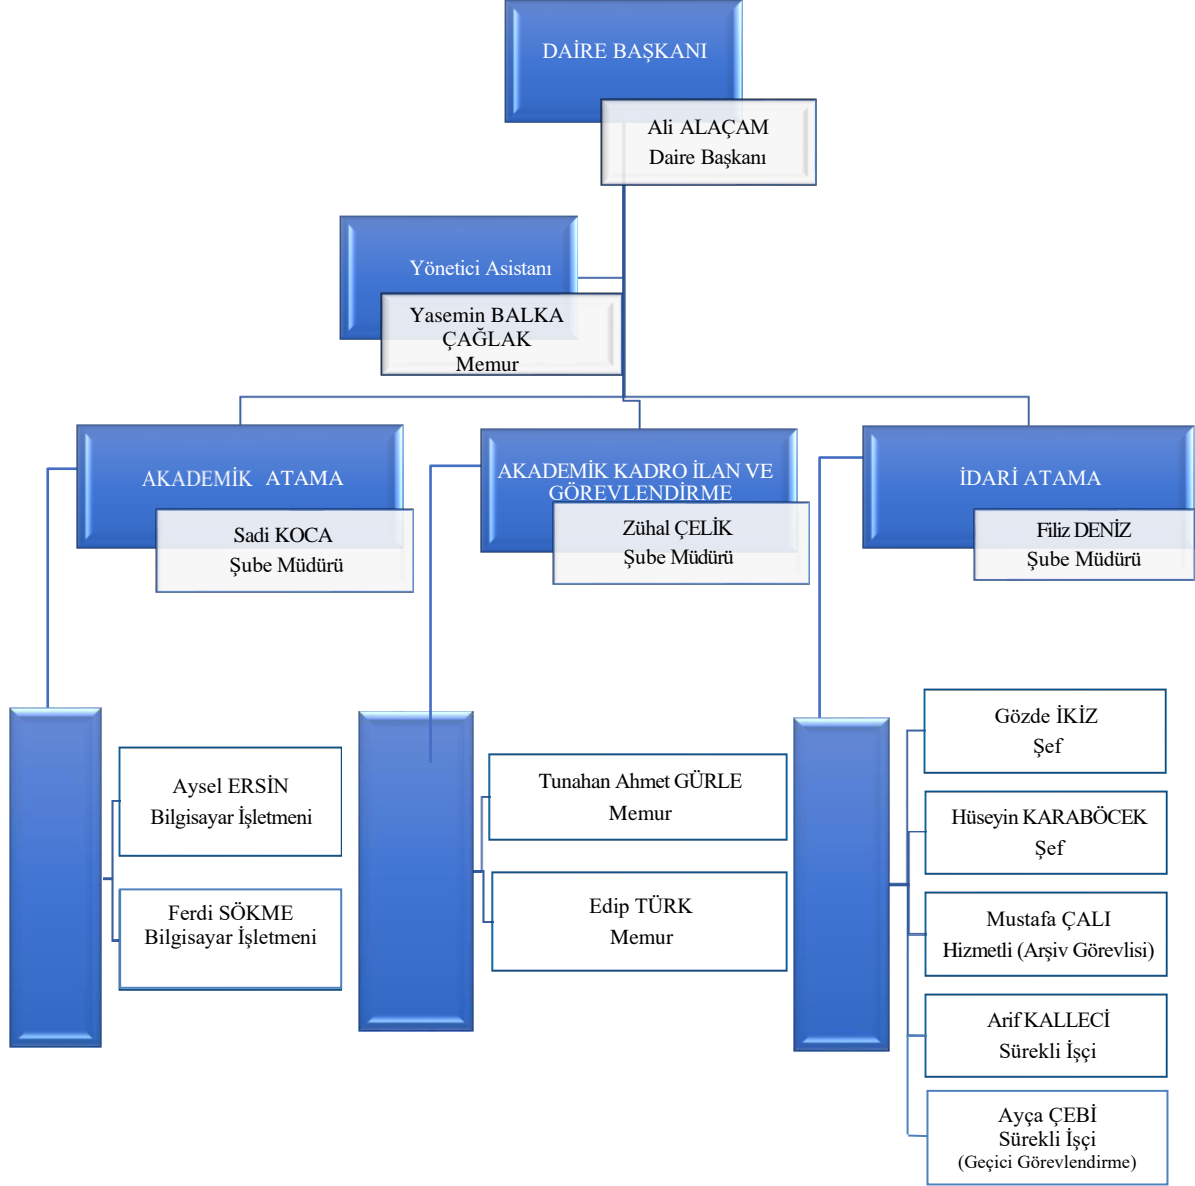 DAİRE BAŞKANI
Ali ALAÇAM
Daire Başkanı
Yönetici Asistanı
Yasemin BALKA
ÇAĞLAK
Memur
AKADEMİK ATAMA
Sadi KOCA
Şube Müdürü
AKADEMİK KADRO İLAN VE
GÖREVLENDİRME
Zühal ÇELİK
Şube Müdürü
İDARİ ATAMA
Filiz DENİZ
Şube Müdürü
Aysel ERSİN
Bilgisayar İşletmeni
Ferdi SÖKME
Bilgisayar İşletmeni
Tunahan Ahmet GÜRLE
Memur
Edip TÜRK
Memur
Gözde İKİZ
Şef
Hüseyin KARABÖCEK
Şef
Mustafa ÇALI
Hizmetli (Arşiv Görevlisi)
Arif KALLECİ
Sürekli İşçi
Ayça ÇEBİ
Sürekli İşçi
(Geçici Görevlendirme)